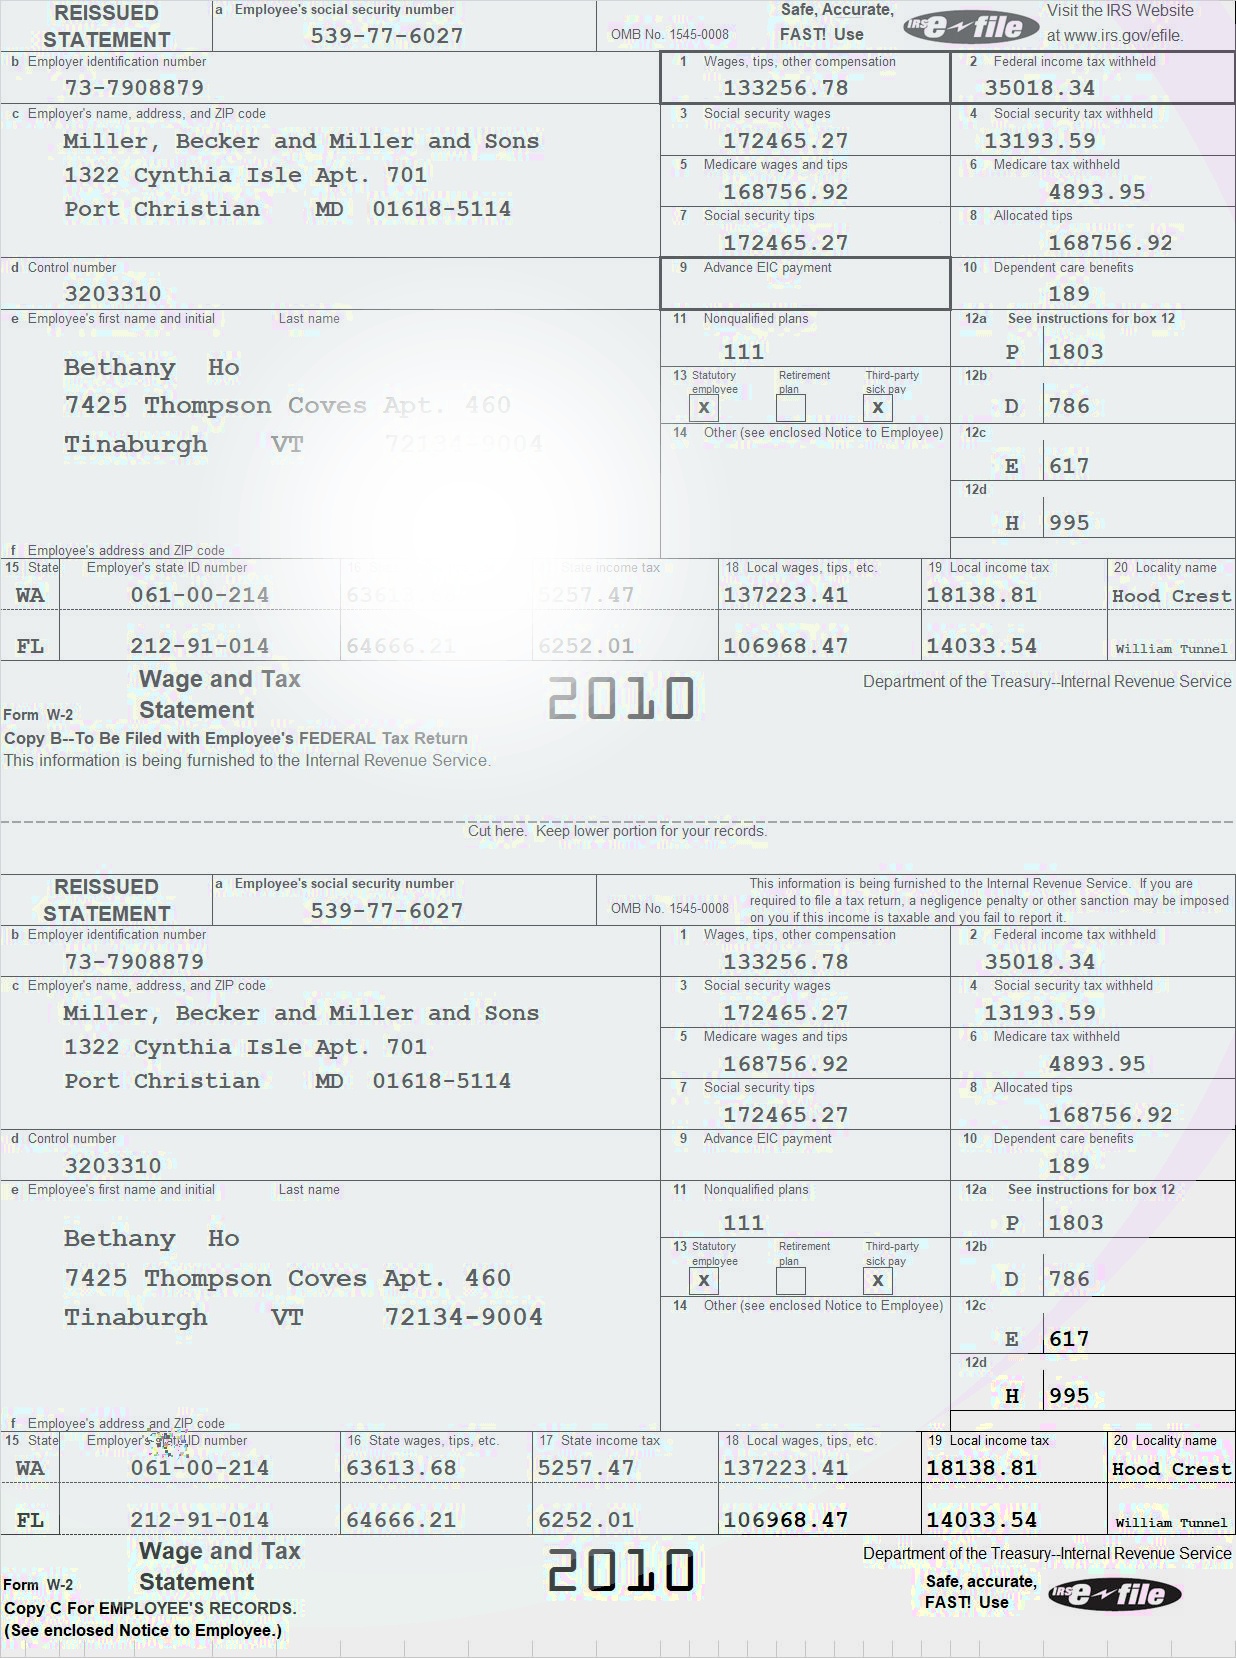 REISSUED STATEMENT
a Employee's social security number
539-77-6027
OMB No. 1545-0008
Safe, Accurate, FAST! Use
IRS e-file
Visit the IRS Website at www.irs.gov/efile.
b Employer identification number
73-7908879
1 Wages, tips, other compensation
133256.78
2 Federal income tax withheld
35018.34
c Employer's name, address, and ZIP code
Miller, Becker and Miller and Sons
1322 Cynthia Isle Apt. 701
Port Christian MD 01618-5114
3 Social security wages
172465.27
4 Social security tax withheld
13193.59
5 Medicare wages and tips
168756.92
6 Medicare tax withheld
4893.95
7 Social security tips
172465.27
8 Allocated tips
168756.92
d Control number
3203310
9 Advance EIC payment
10 Dependent care benefits
189
e Employee's first name and initial Last name
Bethany Ho
7425 Thompson Coves Apt. 460
Tinaburgh VT 72134-9004
f Employee's address and ZIP code
11 Nonqualified plans
111
12a See instructions for box 12
P 1803
13 Statutory employee Retirement plan Third-party sick pay
X X
12b
D 786
14 Other (see enclosed Notice to Employee)
12c
E 617
12d
H 995
15 State Employer's state ID number State income tax 18 Local wages, tips, etc. 19 Local income tax 20 Locality name
WA 061-00-214 5257.47 137223.41 18138.81 Hood Crest
FL 212-91-014 64666.21 6252.01 106968.47 14033.54 William Tunnel
Form W-2 Wage and Tax Statement
2010
Department of the Treasury--Internal Revenue Service
Copy B--To Be Filed with Employee's FEDERAL Tax Return
This information is being furnished to the Internal Revenue Service.
Cut here. Keep lower portion for your records.
REISSUED STATEMENT
a Employee's social security number
539-77-6027
OMB No. 1545-0008
This information is being furnished to the Internal Revenue Service. If you are
required to file a tax return, a negligence penalty or other sanction may be imposed
on you if this income is taxable and you fail to report it.
b Employer identification number
73-7908879
1 Wages, tips, other compensation
133256.78
2 Federal income tax withheld
35018.34
c Employer's name, address, and ZIP code
Miller, Becker and Miller and Sons
1322 Cynthia Isle Apt. 701
Port Christian MD 01618-5114
3 Social security wages
172465.27
4 Social security tax withheld
13193.59
5 Medicare wages and tips
168756.92
6 Medicare tax withheld
4893.95
7 Social security tips
172465.27
8 Allocated tips
168756.92
d Control number
3203310
9 Advance EIC payment
10 Dependent care benefits
189
e Employee's first name and initial Last name
Bethany Ho
7425 Thompson Coves Apt. 460
Tinaburgh VT 72134-9004
f Employee's address and ZIP code
11 Nonqualified plans
111
12a See instructions for box 12
P 1803
13 Statutory employee Retirement plan Third-party sick pay
X X
12b
D 786
14 Other (see enclosed Notice to Employee)
12c
E 617
12d
H 995
15 State Employer's state ID number 16 State wages, tips, etc. 17 State income tax 18 Local wages, tips, etc. 19 Local income tax 20 Locality name
WA 061-00-214 63613.68 5257.47 137223.41 18138.81 Hood Crest
FL 212-91-014 64666.21 6252.01 106968.47 14033.54 William Tunnel
Form W-2 Wage and Tax Statement
2010
Department of the Treasury--Internal Revenue Service
Copy C For EMPLOYEE'S RECORDS.
(See enclosed Notice to Employee.)
Safe, accurate, FAST! Use
IRS e-file